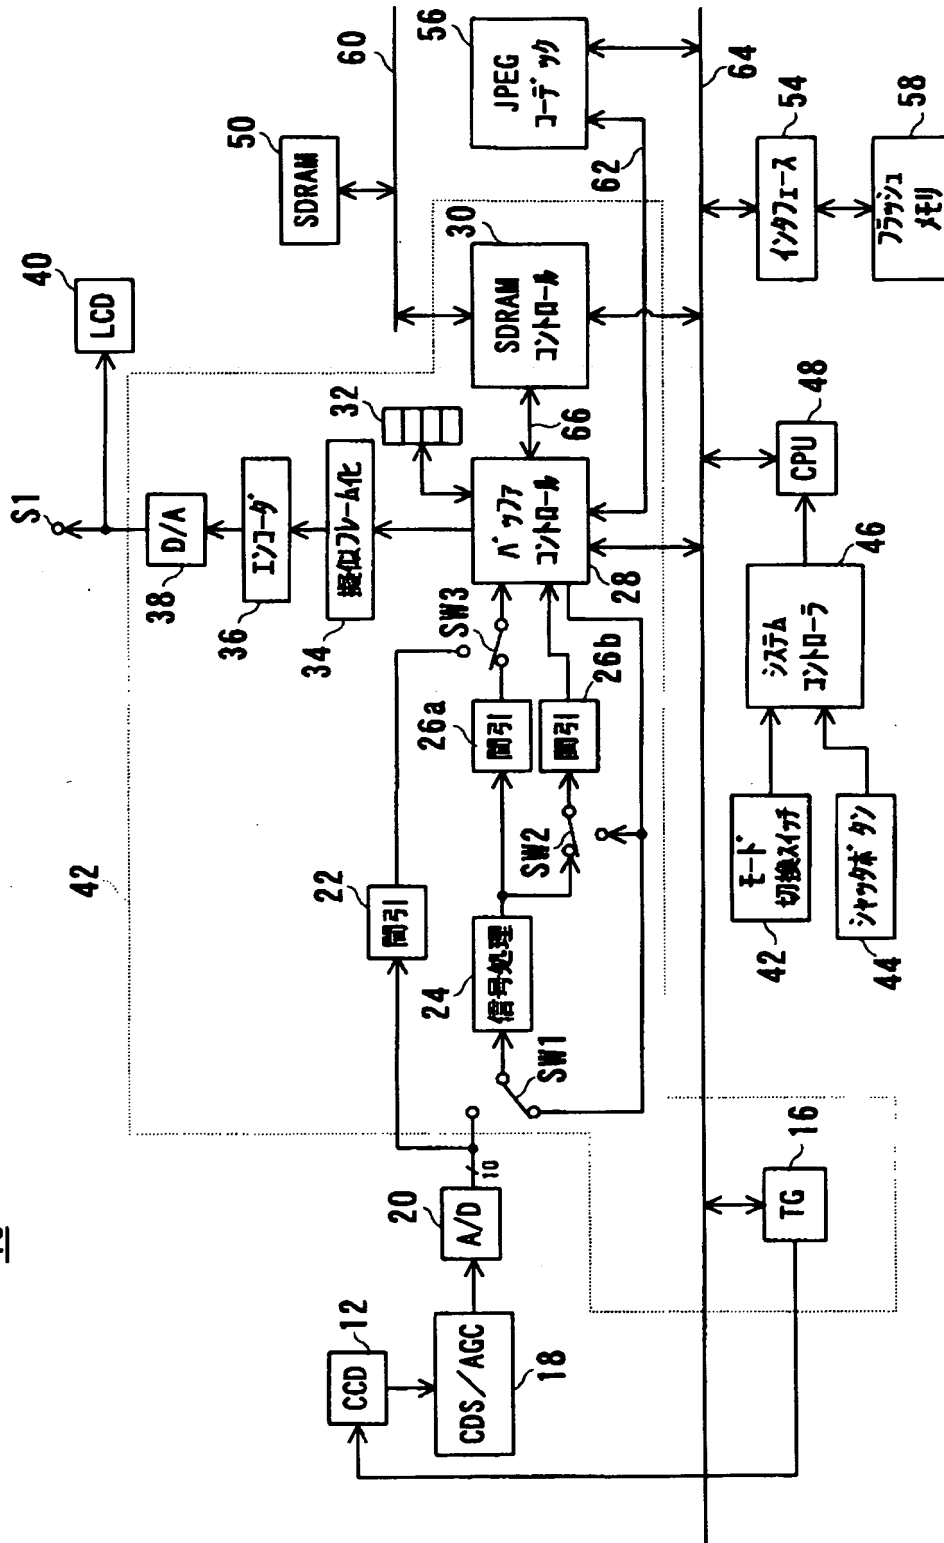 10
CCD
12
CDS/AGC
18
A/D
20
10
42
間引
22
SW1
信号処理
24
SW2
間引
26a
間引
26b
SW3
バッファ
コントロール
28
32
擬似フレーム化
34
エンコーダ
36
D/A
38
S1
LCD
40
SDRAM
コントロール
30
66
SDRAM
50
60
JPEG
コーデック
56
62
64
TG
16
モード
切換スイッチ
42
シャッタボタン
44
システム
コントローラ
46
CPU
48
インタフェース
54
フラッシュ
メモリ
58